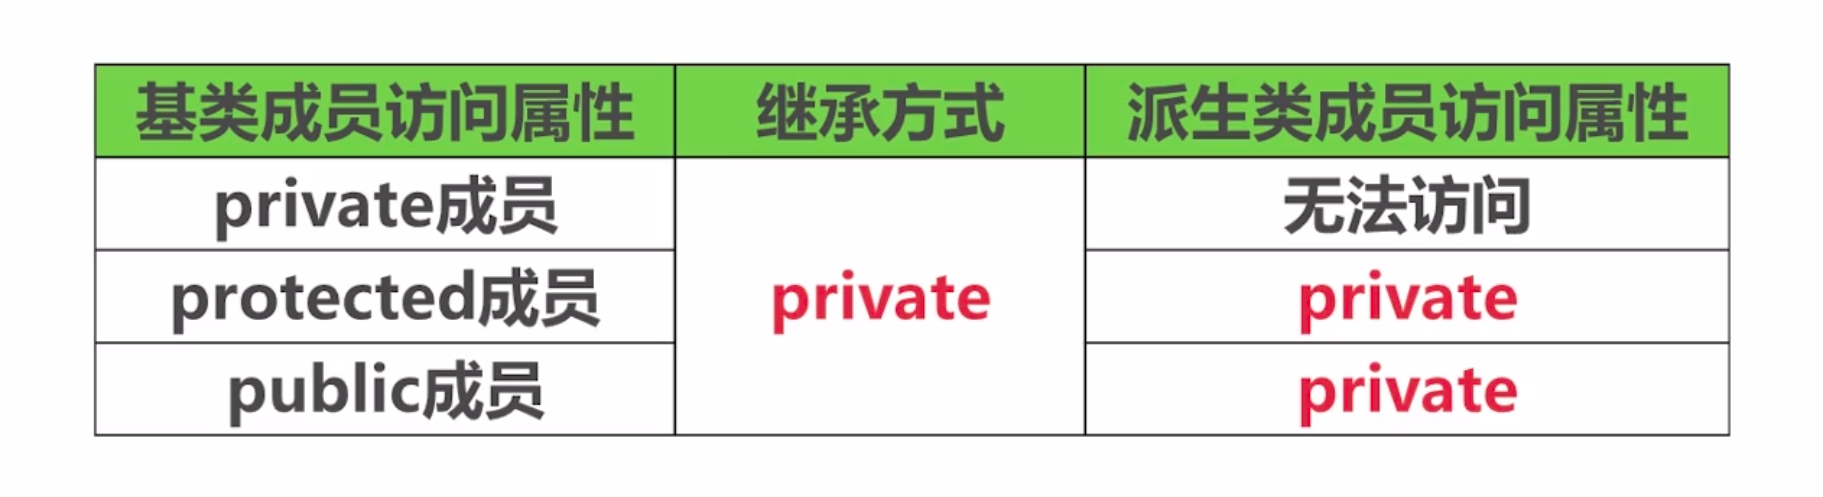 基类成员访问属性 继承方式 派生类成员访问属性
private成员 无法访问
protected成员 private private
public成员 private